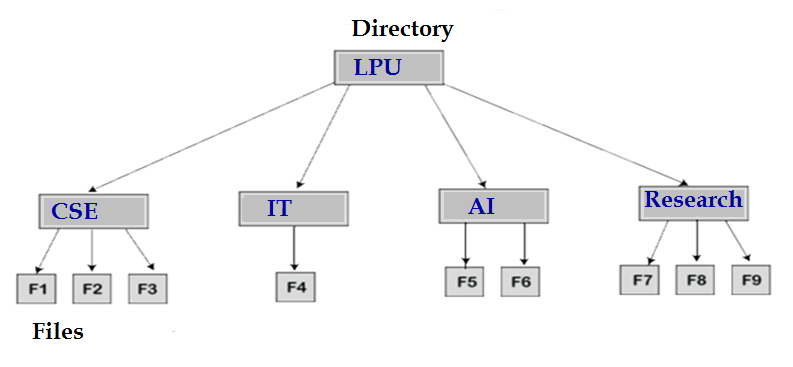 Directory
LPU
CSE
IT
AI
Research
F1
F2
F3
F4
F5
F6
F7
F8
F9
Files